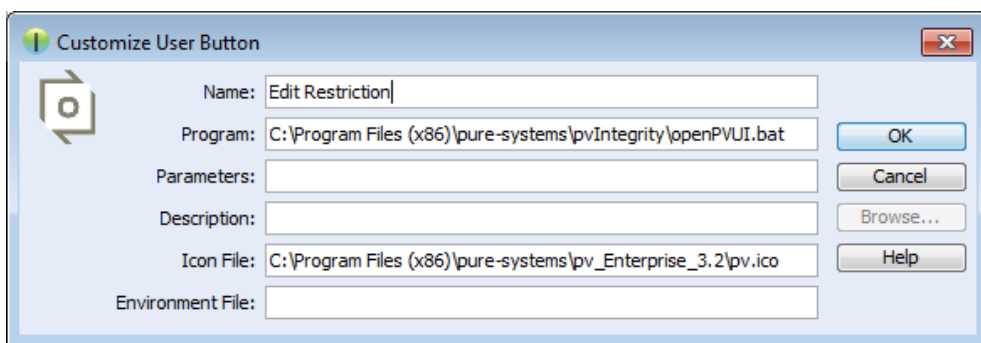 Customize User Button
Name: Edit Restriction
Program: C:\Program Files (x86)\pure-systems\pvIntegrity\openPVUI.bat
OK
Parameters:
Cancel
Description:
Browse...
Icon File: C:\Program Files (x86)\pure-systems\pv_Enterprise_3.2\pv.ico
Help
Environment File: